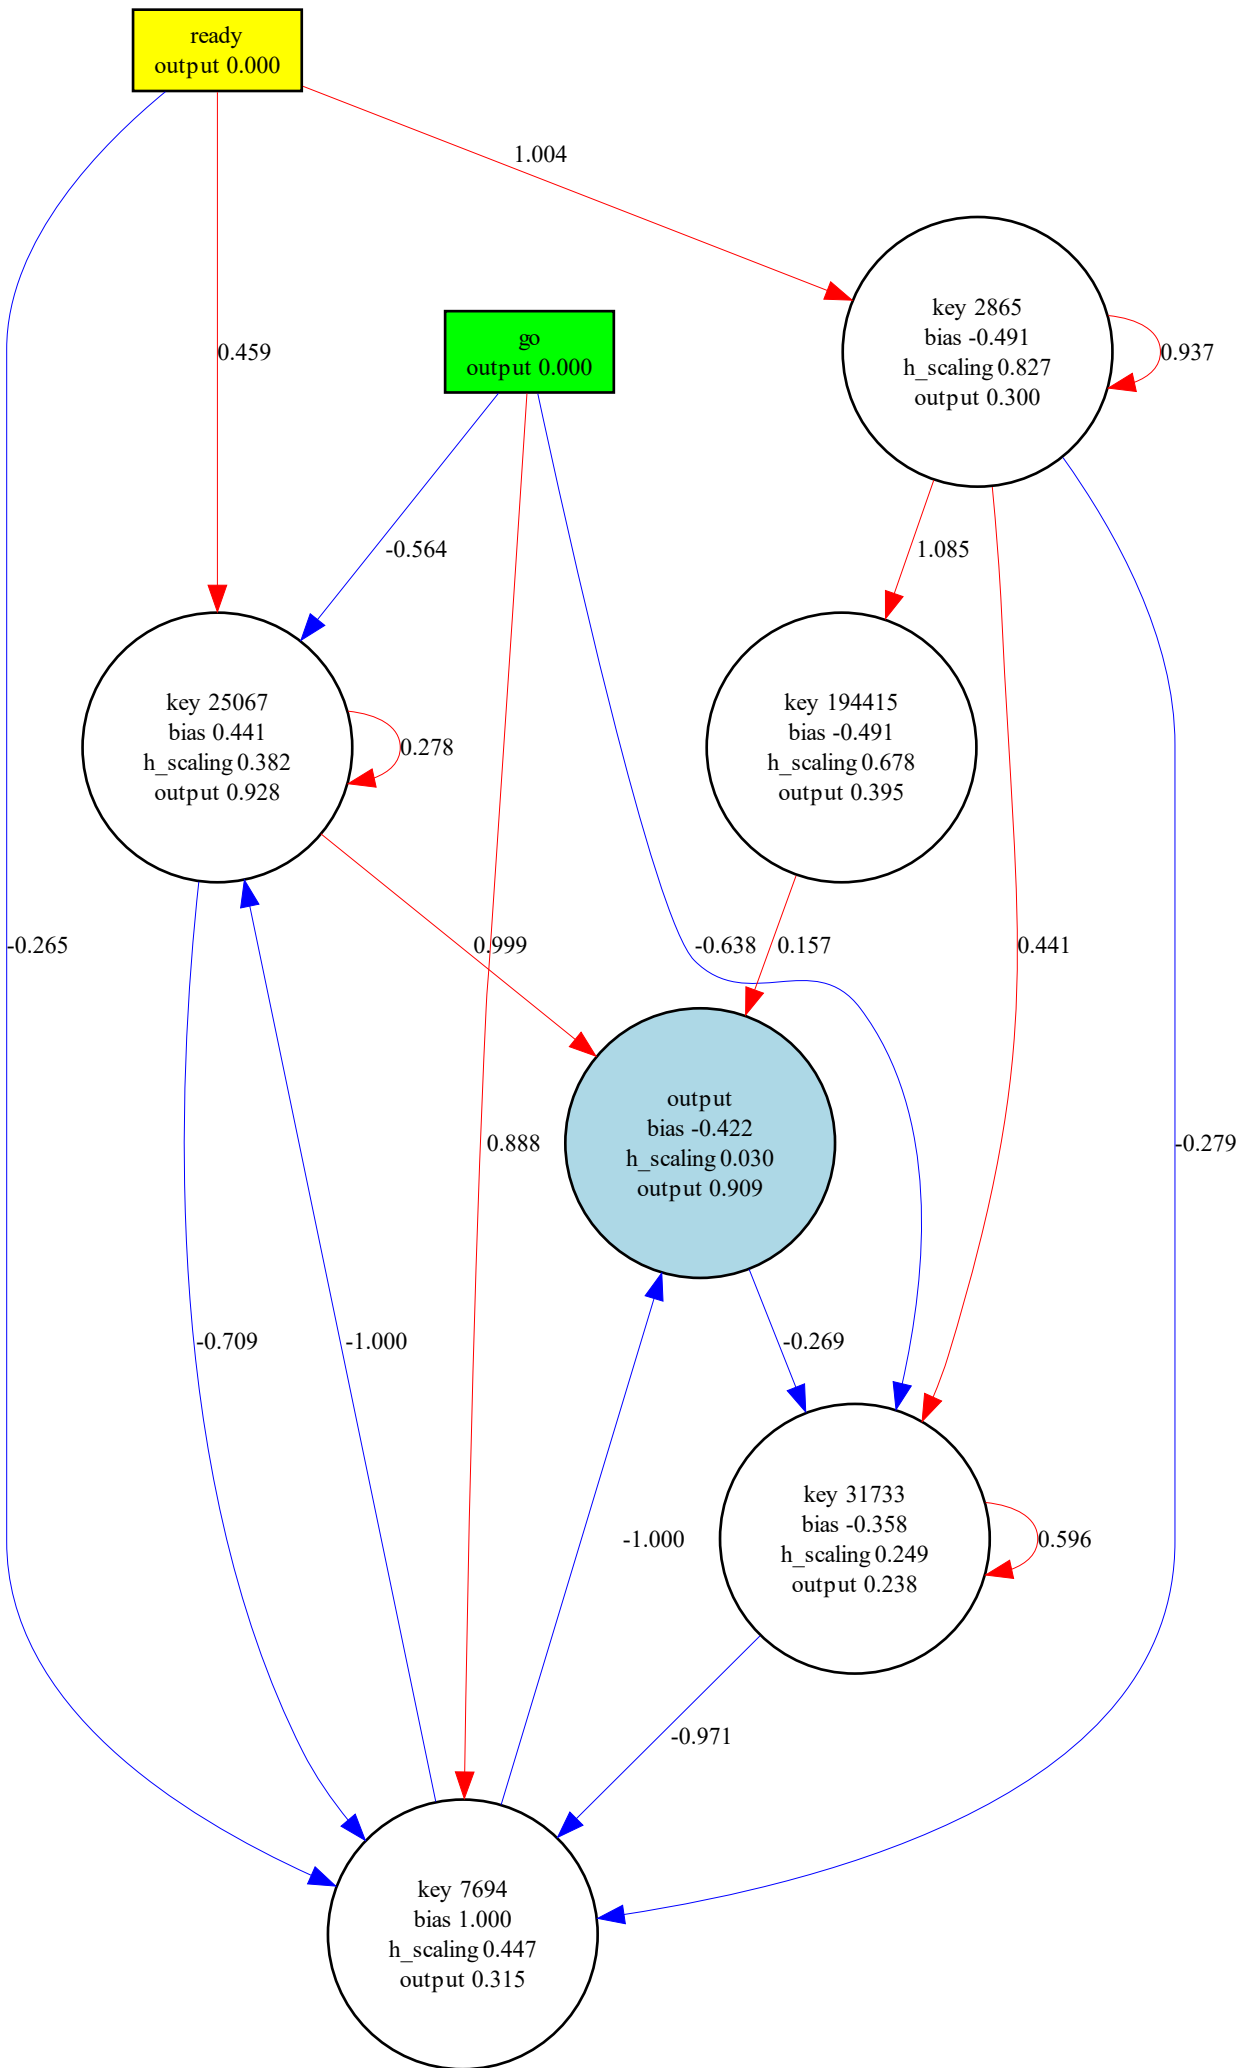 ready
output 0.000
1.004
go
output 0.000
key 2865
bias -0.491
h_scaling 0.827
output 0.300
0.937
0.459
-0.564
1.085
key 25067
bias 0.441
h_scaling 0.382
output 0.928
0.278
key 194415
bias -0.491
h_scaling 0.678
output 0.395
-0.265
0.999
-0.638
0.157
0.441
output
bias -0.422
h_scaling 0.030
output 0.909
0.888
-0.279
-0.709
-1.000
-0.269
key 31733
bias -0.358
h_scaling 0.249
output 0.238
0.596
-1.000
-0.971
key 7694
bias 1.000
h_scaling 0.447
output 0.315